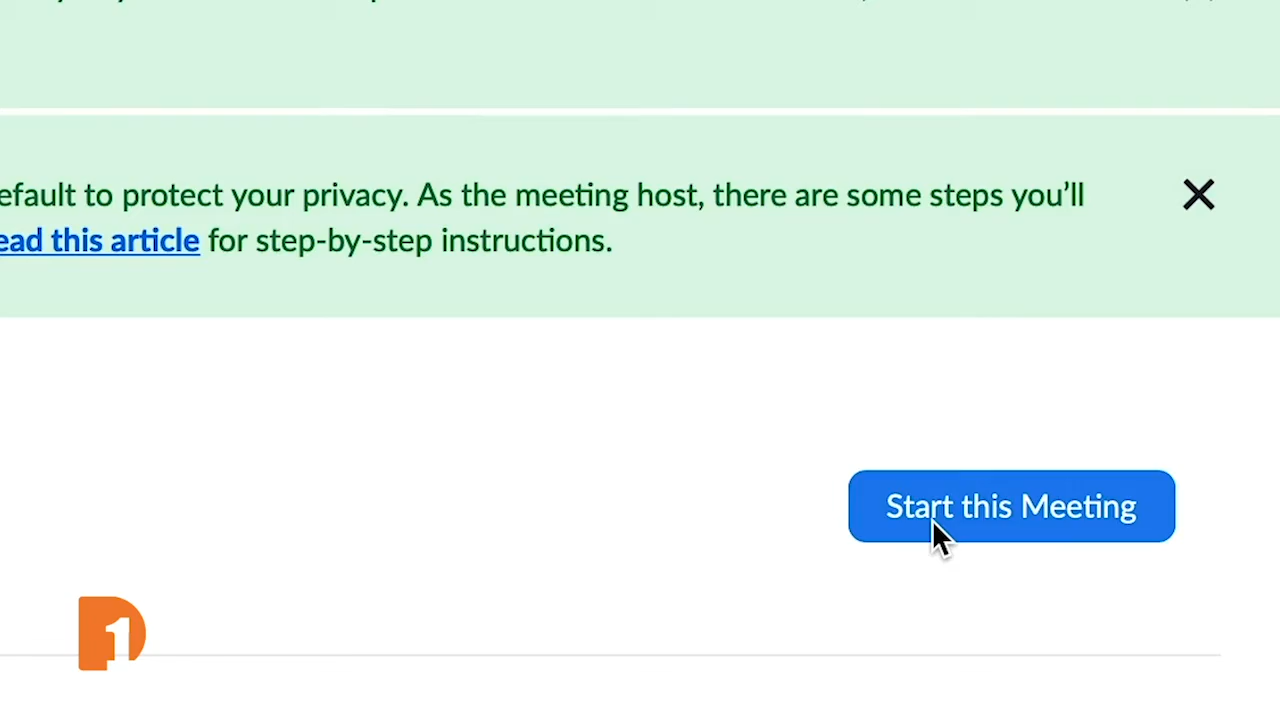 efault to protect your privacy. As the meeting host, there are some steps you’ll
ead this article for step-by-step instructions.
Start this Meeting
1